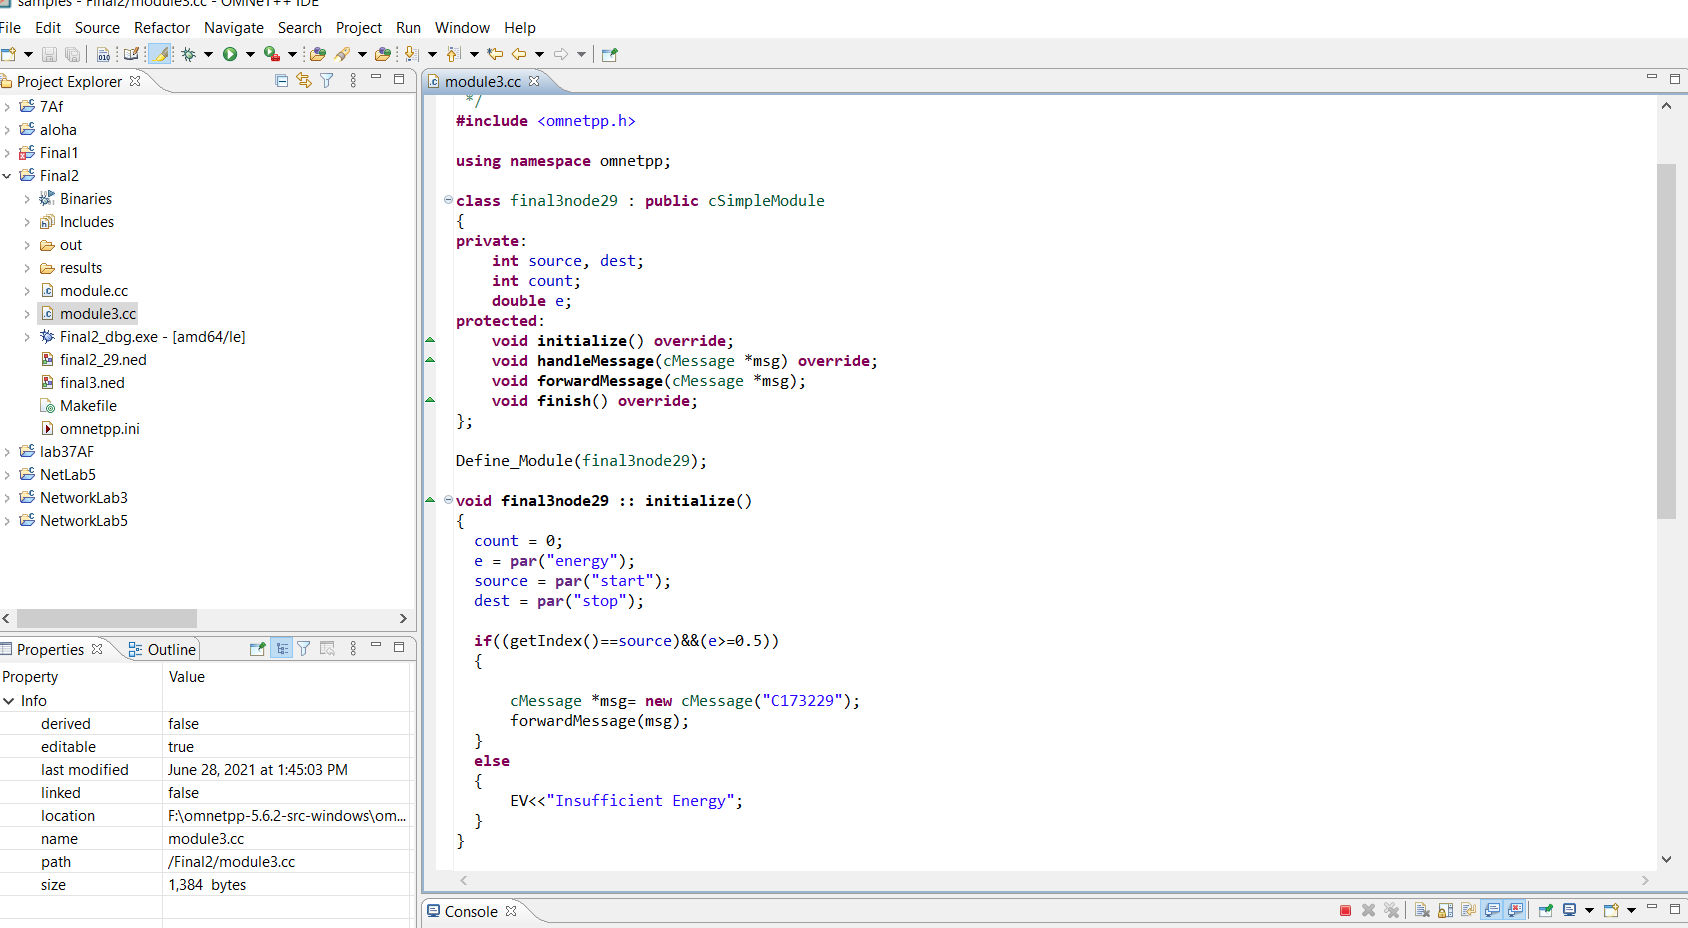 samples - Final2/module3.cc - OMNeT++ IDE
File Edit Source Refactor Navigate Search Project Run Window Help
Project Explorer
7Af
aloha
Final1
Final2
Binaries
Includes
out
results
module.cc
module3.cc
Final2_dbg.exe - [amd64/le]
final2_29.ned
final3.ned
Makefile
omnetpp.ini
lab37AF
NetLab5
NetworkLab3
NetworkLab5
Properties Outline
Property Value
Info
derived false
editable true
last modified June 28, 2021 at 1:45:03 PM
linked false
location F:\omnetpp-5.6.2-src-windows\om...
name module3.cc
path /Final2/module3.cc
size 1,384 bytes
module3.cc
*/
#include <omnetpp.h>
using namespace omnetpp;
class final3node29 : public cSimpleModule
{
private:
int source, dest;
int count;
double e;
protected:
void initialize() override;
void handleMessage(cMessage *msg) override;
void forwardMessage(cMessage *msg);
void finish() override;
};
Define_Module(final3node29);
void final3node29 :: initialize()
{
count = 0;
e = par("energy");
source = par("start");
dest = par("stop");
if((getIndex()==source)&&(e>=0.5))
{
cMessage *msg= new cMessage("C173229");
forwardMessage(msg);
}
else
{
EV<<"Insufficient Energy";
}
}
Console